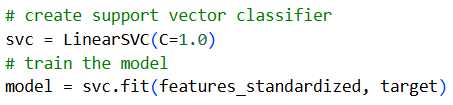 # create support vector classifier
svc = LinearSVC(C=1.0)
# train the model
model = svc.fit(features_standardized, target)